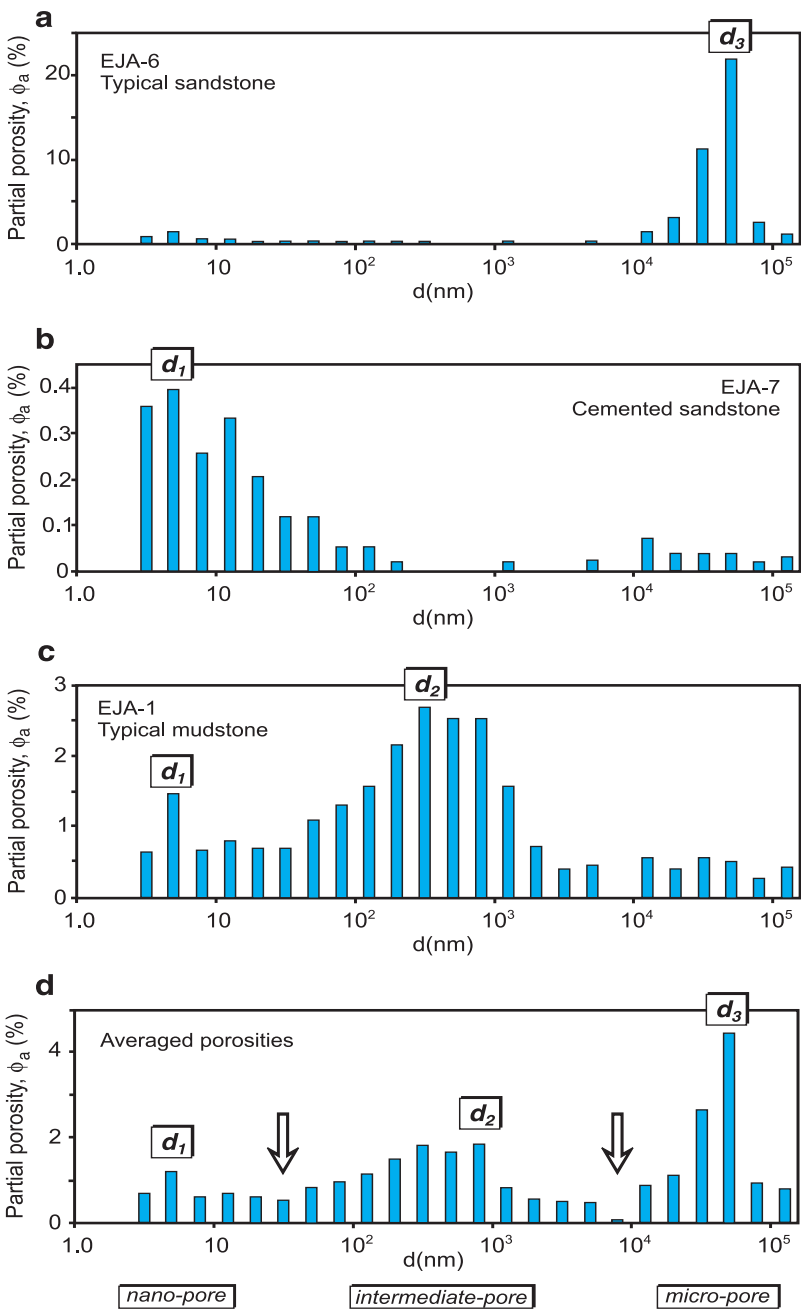 a
Partial porosity, ϕa (%)
EJA-6
Typical sandstone
d3
20
10
0
1.0 10 10² 10³ 10⁴ 10⁵
d(nm)
b
Partial porosity, ϕa (%)
d1
EJA-7
Cemented sandstone
0.4
0.3
0.2
0.1
0
1.0 10 10² 10³ 10⁴ 10⁵
d(nm)
c
Partial porosity, ϕa (%)
EJA-1
Typical mudstone
d1
d2
3
2
1
0
1.0 10 10² 10³ 10⁴ 10⁵
d(nm)
d
Partial porosity, ϕa (%)
Averaged porosities
d1
d2
d3
4
2
0
1.0 10 10² 10³ 10⁴ 10⁵
d(nm)
nano-pore intermediate-pore micro-pore